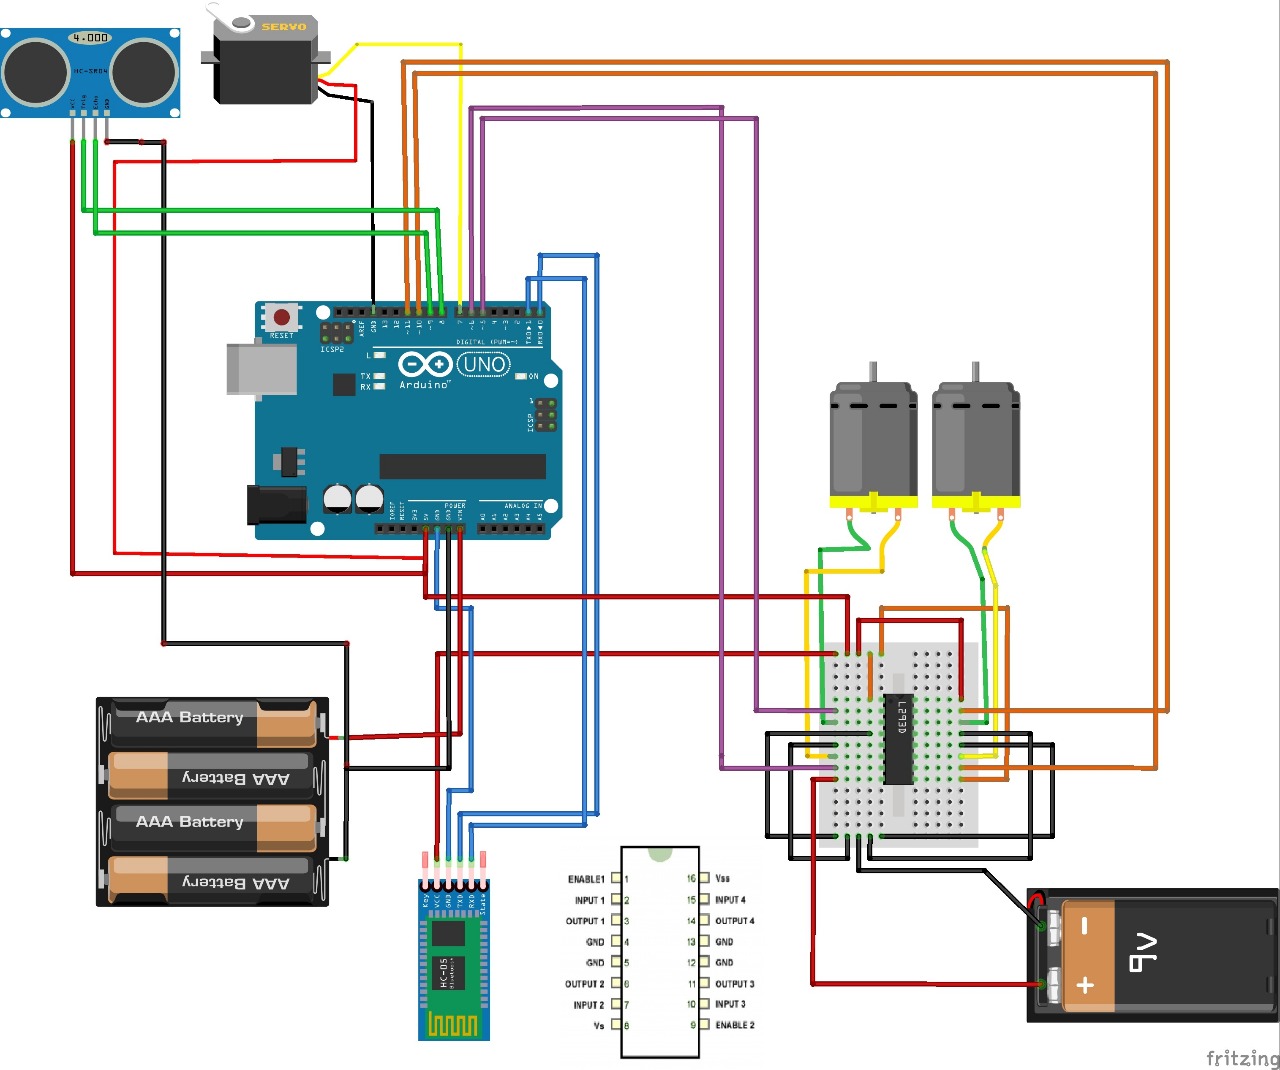 4.000
HC-SR04
VCC
Trig
Echo
GND
SERVO
RESET
ICSP2
AREF
GND
13
12
~11
~10
~9
8
7
~6
~5
4
~3
2
TX0▶1
RX0◀0
DIGITAL (PWM=~)
L
TX
RX
Arduino™
UNO
ON
1
ICSP
IOREF
RESET
3V3
5V
GND
GND
VIN
POWER
ANALOG IN
A0
A1
A2
A3
A4
A5
AAA Battery
AAA Battery
AAA Battery
AAA Battery
L293D
Key
VCC
GND
TXD
RXD
State
HC-05
Bluetooth
ENABLE1 1 16 Vss
INPUT 1 2 15 INPUT 4
OUTPUT 1 3 14 OUTPUT 4
GND 4 13 GND
GND 5 12 GND
OUTPUT 2 6 11 OUTPUT 3
INPUT 2 7 10 INPUT 3
Vs 8 9 ENABLE 2
- 9V
+
fritzing